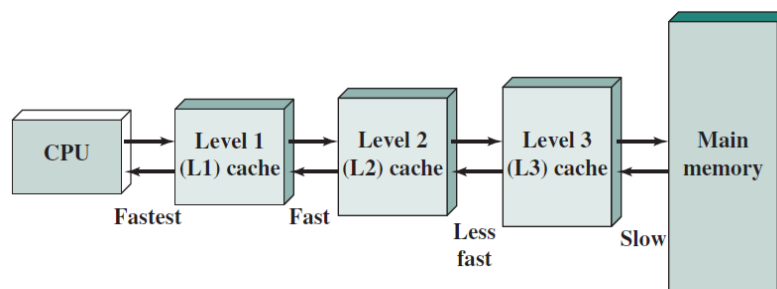 CPU
Level 1
(L1) cache
Level 2
(L2) cache
Level 3
(L3) cache
Main
memory
Fastest
Fast
Less
fast
Slow